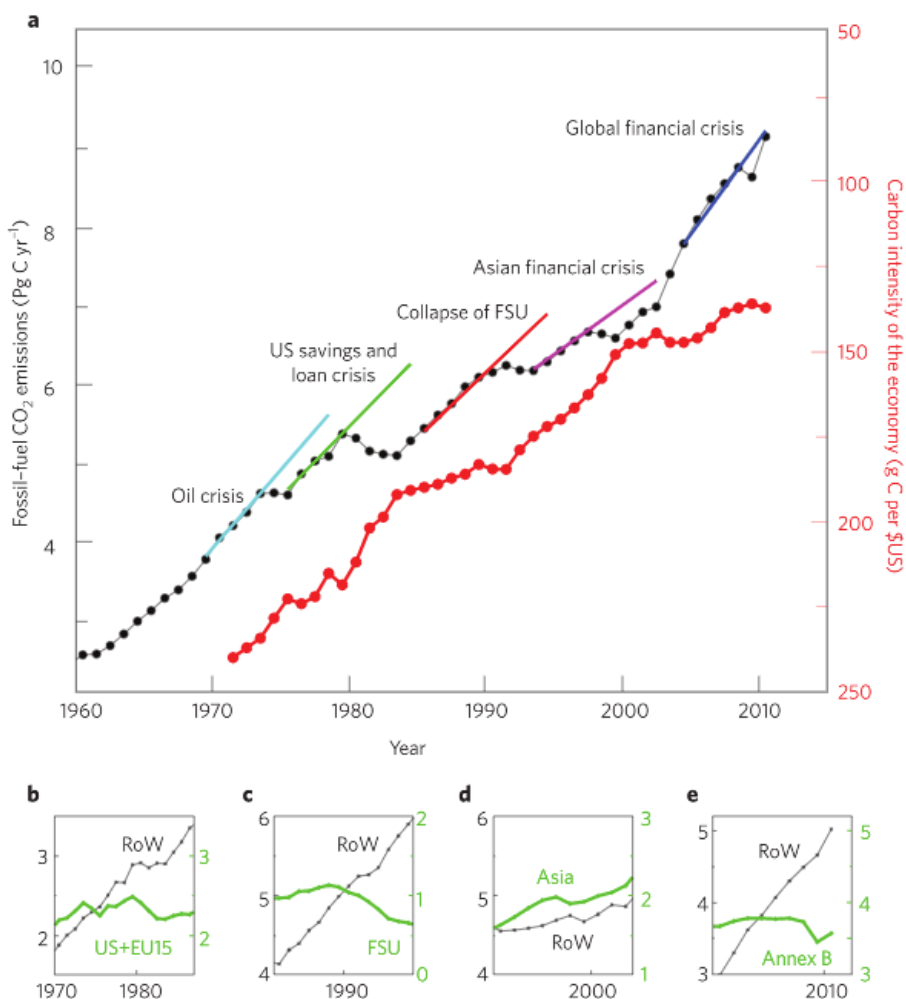 a
50
10
Global financial crisis
100
8
Fossil–fuel CO₂ emissions (Pg C yr⁻¹)
Carbon intensity of the economy (g C per $US)
Asian financial crisis
Collapse of FSU
150
US savings and
loan crisis
6
Oil crisis
200
4
250
1960 1970 1980 1990 2000 2010
Year
b
3
2
RoW
US+EU15
3
2
1970 1980
c
6
5
4
RoW
FSU
2
1
0
1990
d
6
5
4
Asia
RoW
3
2
1
2000
e
5
4
3
RoW
Annex B
5
4
3
2010